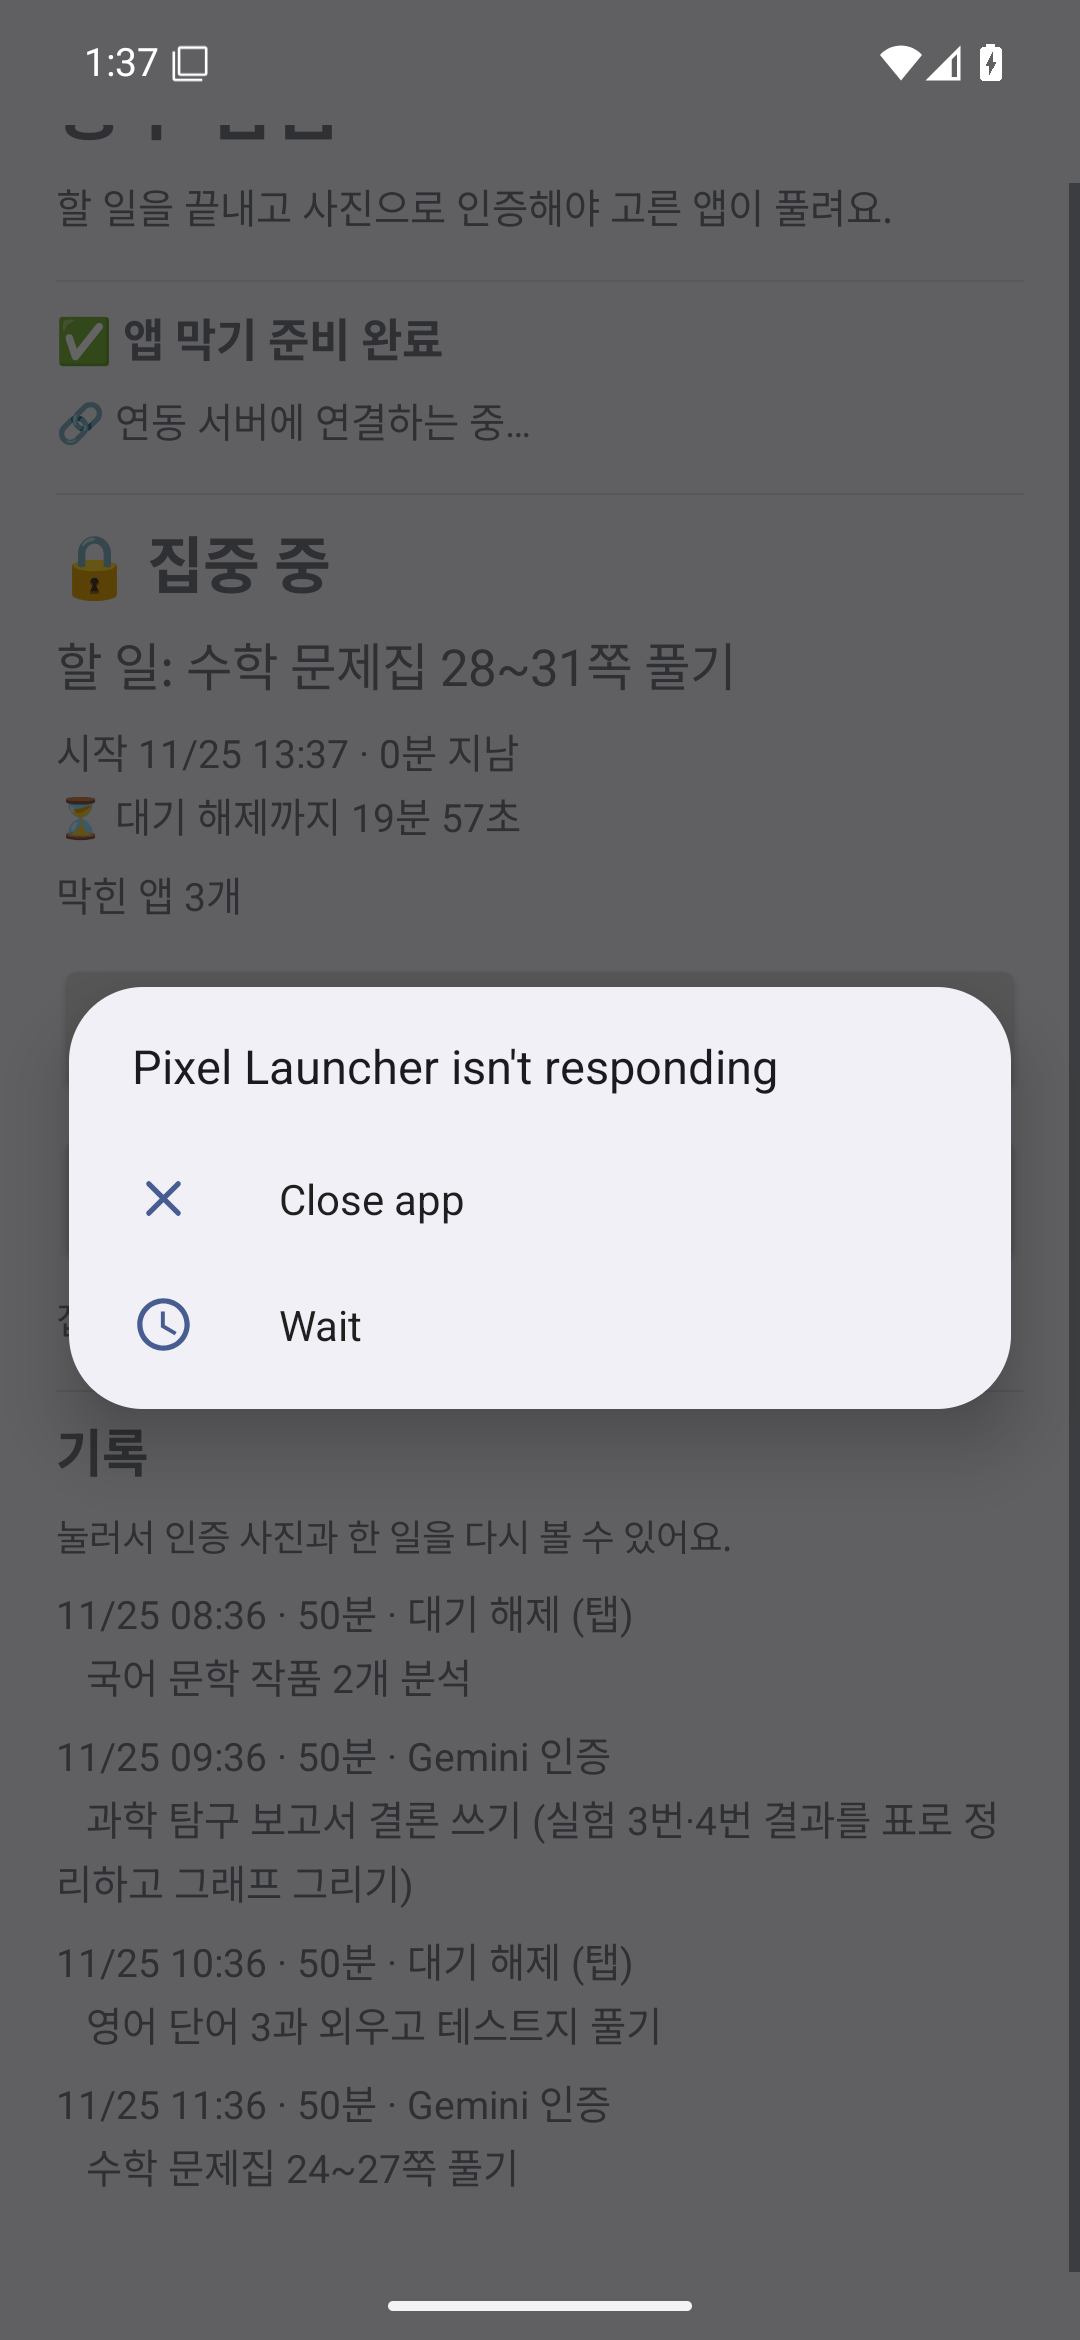 1:37
할 일을 끝내고 사진으로 인증해야 고른 앱이 풀려요.
✅ 앱 막기 준비 완료
🔗 연동 서버에 연결하는 중…
🔒 집중 중
할 일: 수학 문제집 28~31쪽 풀기
시작 11/25 13:37 · 0분 지남
⏳ 대기 해제까지 19분 57초
막힌 앱 3개
Pixel Launcher isn't responding
Close app
Wait
기록
눌러서 인증 사진과 한 일을 다시 볼 수 있어요.
11/25 08:36 · 50분 · 대기 해제 (탭)
국어 문학 작품 2개 분석
11/25 09:36 · 50분 · Gemini 인증
과학 탐구 보고서 결론 쓰기 (실험 3번·4번 결과를 표로 정
리하고 그래프 그리기)
11/25 10:36 · 50분 · 대기 해제 (탭)
영어 단어 3과 외우고 테스트지 풀기
11/25 11:36 · 50분 · Gemini 인증
수학 문제집 24~27쪽 풀기